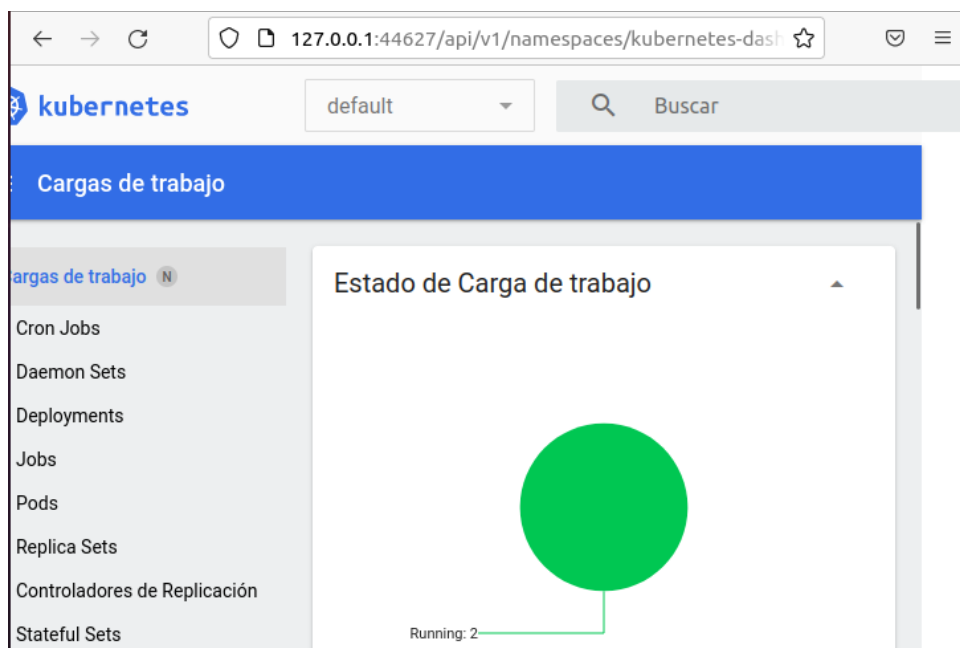 127.0.0.1:44627/api/v1/namespaces/kubernetes-dash
kubernetes
default
Buscar
Cargas de trabajo
argas de trabajo N
Estado de Carga de trabajo
Cron Jobs
Daemon Sets
Deployments
Jobs
Pods
Replica Sets
Controladores de Replicación
Stateful Sets
Running: 2